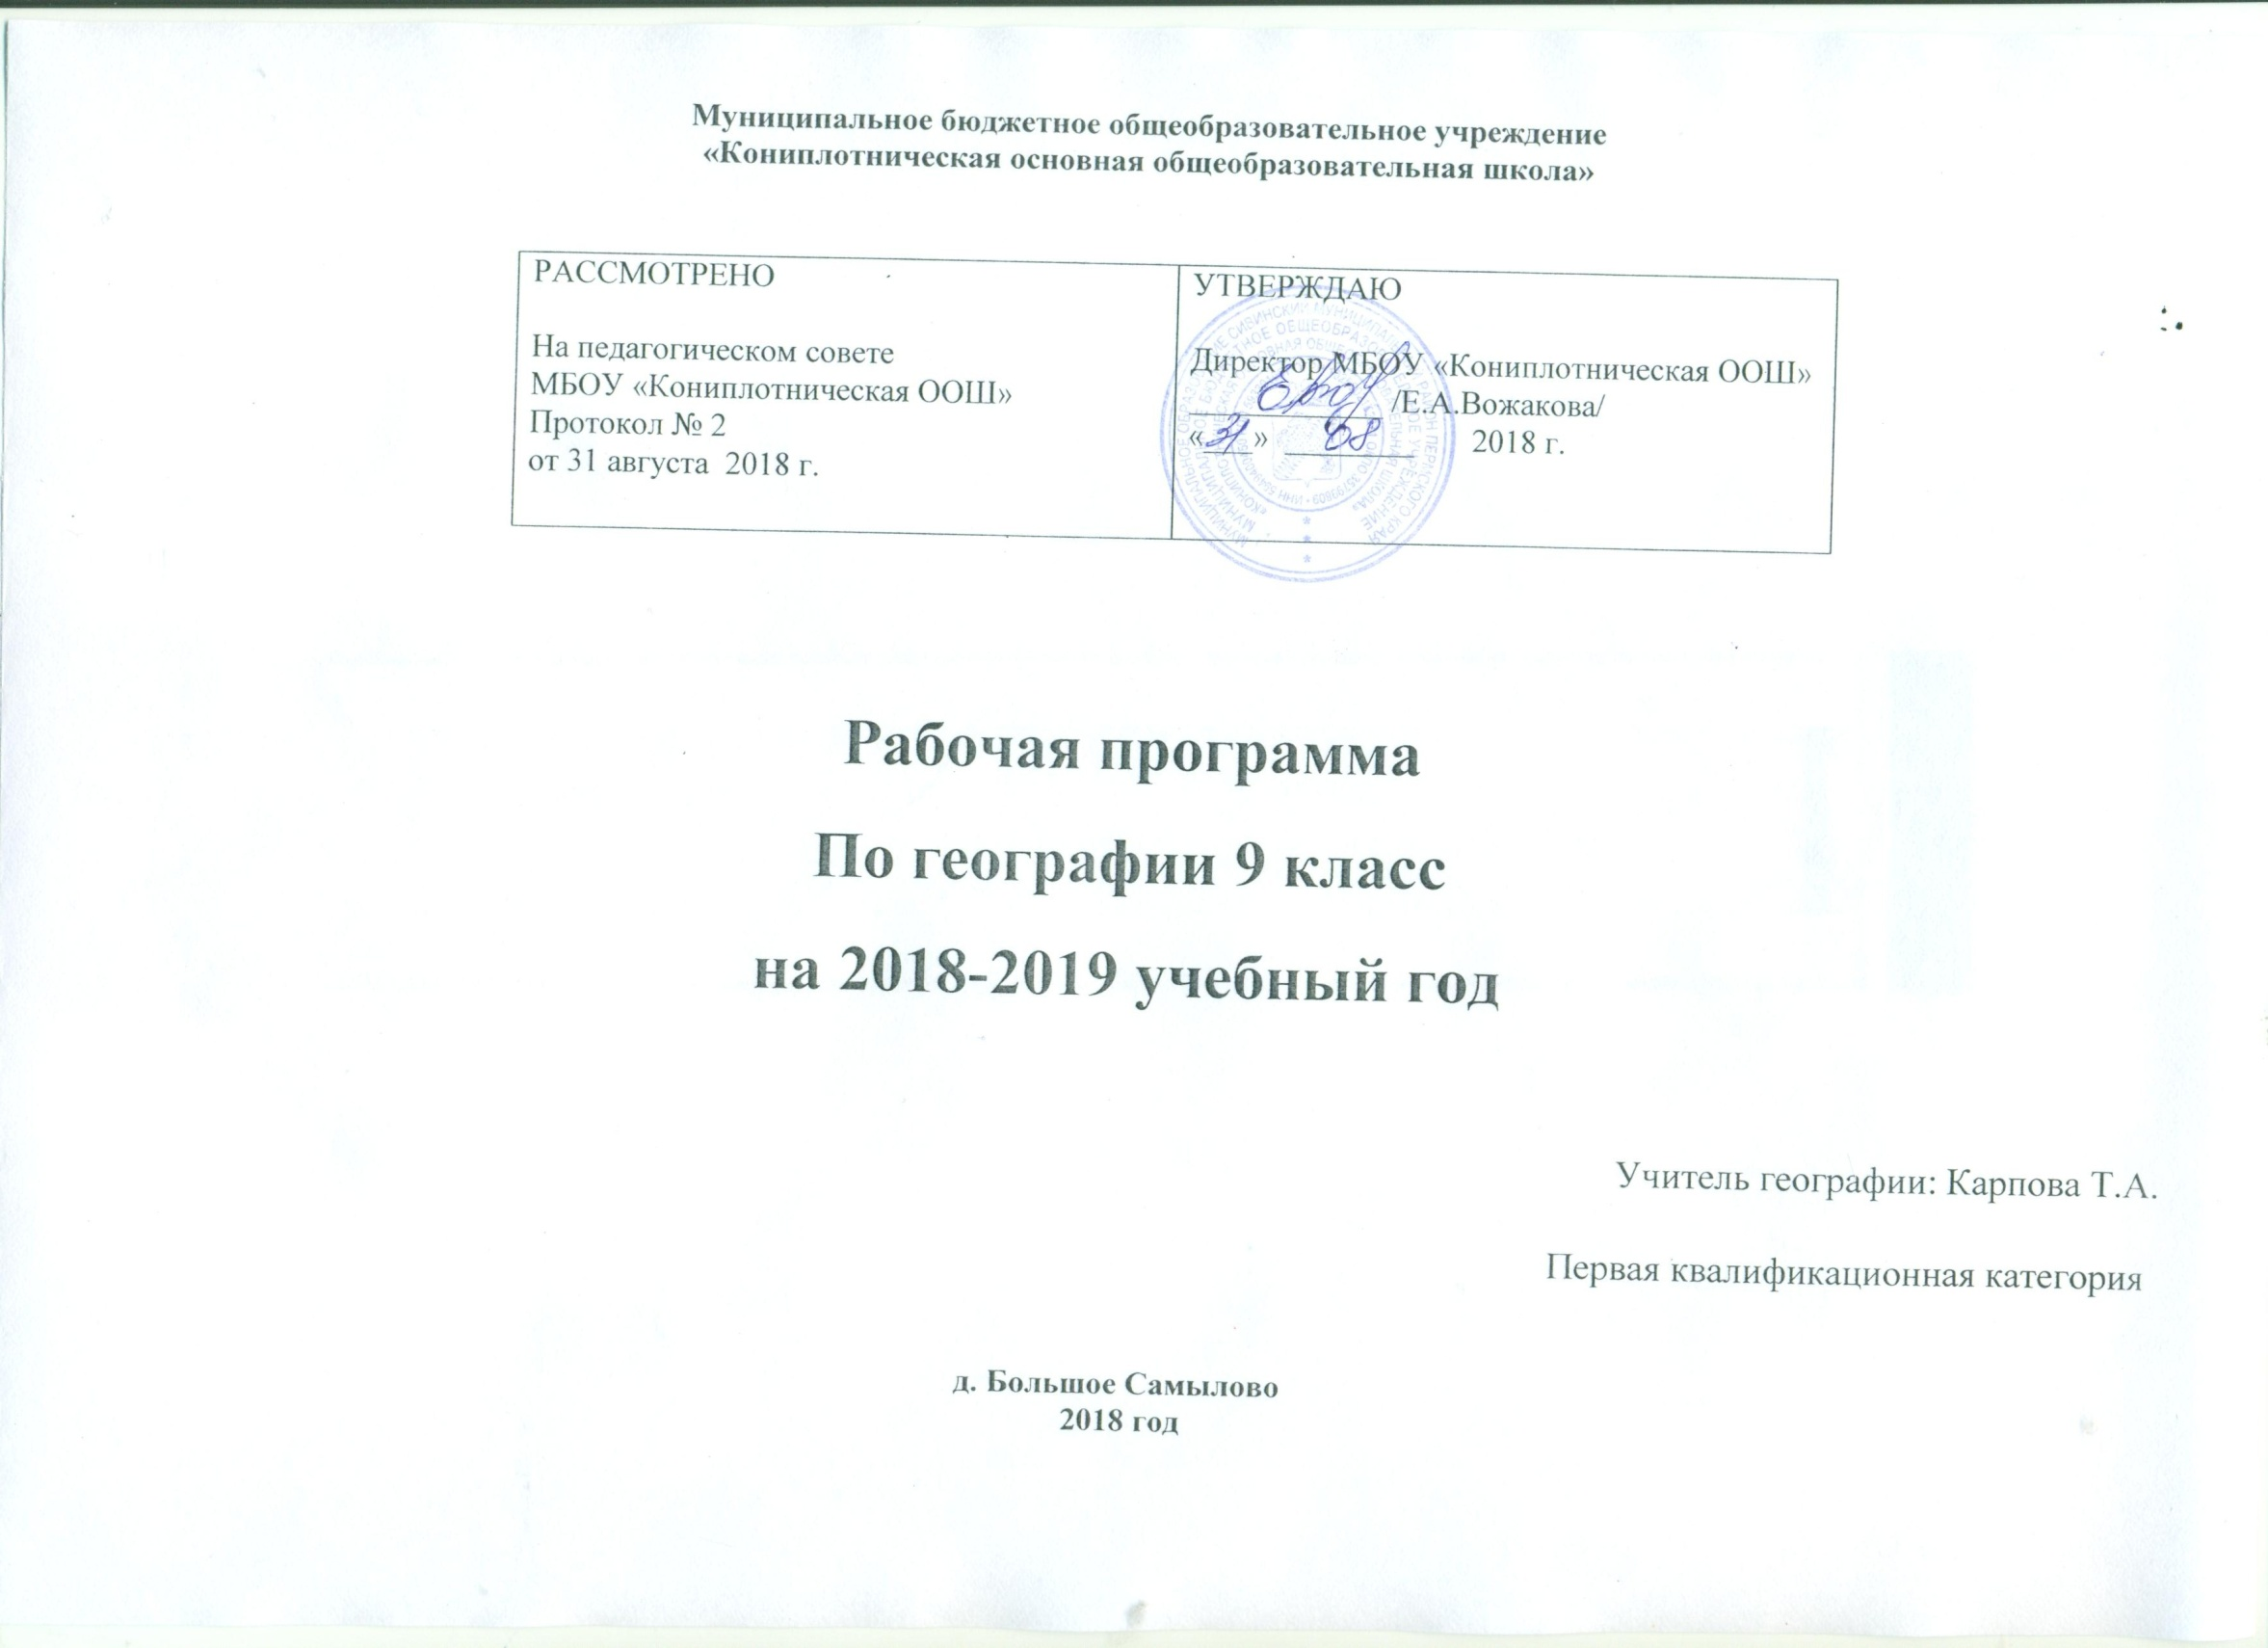 Муниципальное бюджетное общеобразовательное учреждение
«Кониплотническая основная общеобразовательная школа»
РАССМОТРЕНО
На педагогическом совете
МБОУ «Кониплотническая ООШ»
Протокол № 2
от 31 августа 2018 г.
УТВЕРЖДАЮ
Директор МБОУ «Кониплотническая ООШ»
/Е.А.Вожакова/
«31» 08 2018 г.
Рабочая программа
По географии 9 класс
на 2018-2019 учебный год
Учитель географии: Карпова Т.А.
Первая квалификационная категория
д. Большое Самылово
2018 год